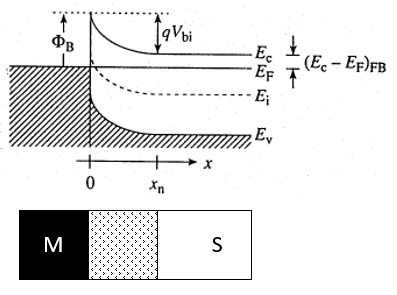 Φ_B
qV_bi
E_c
E_F
(E_c – E_F)_FB
E_i
E_v
x
0
x_n
M
S